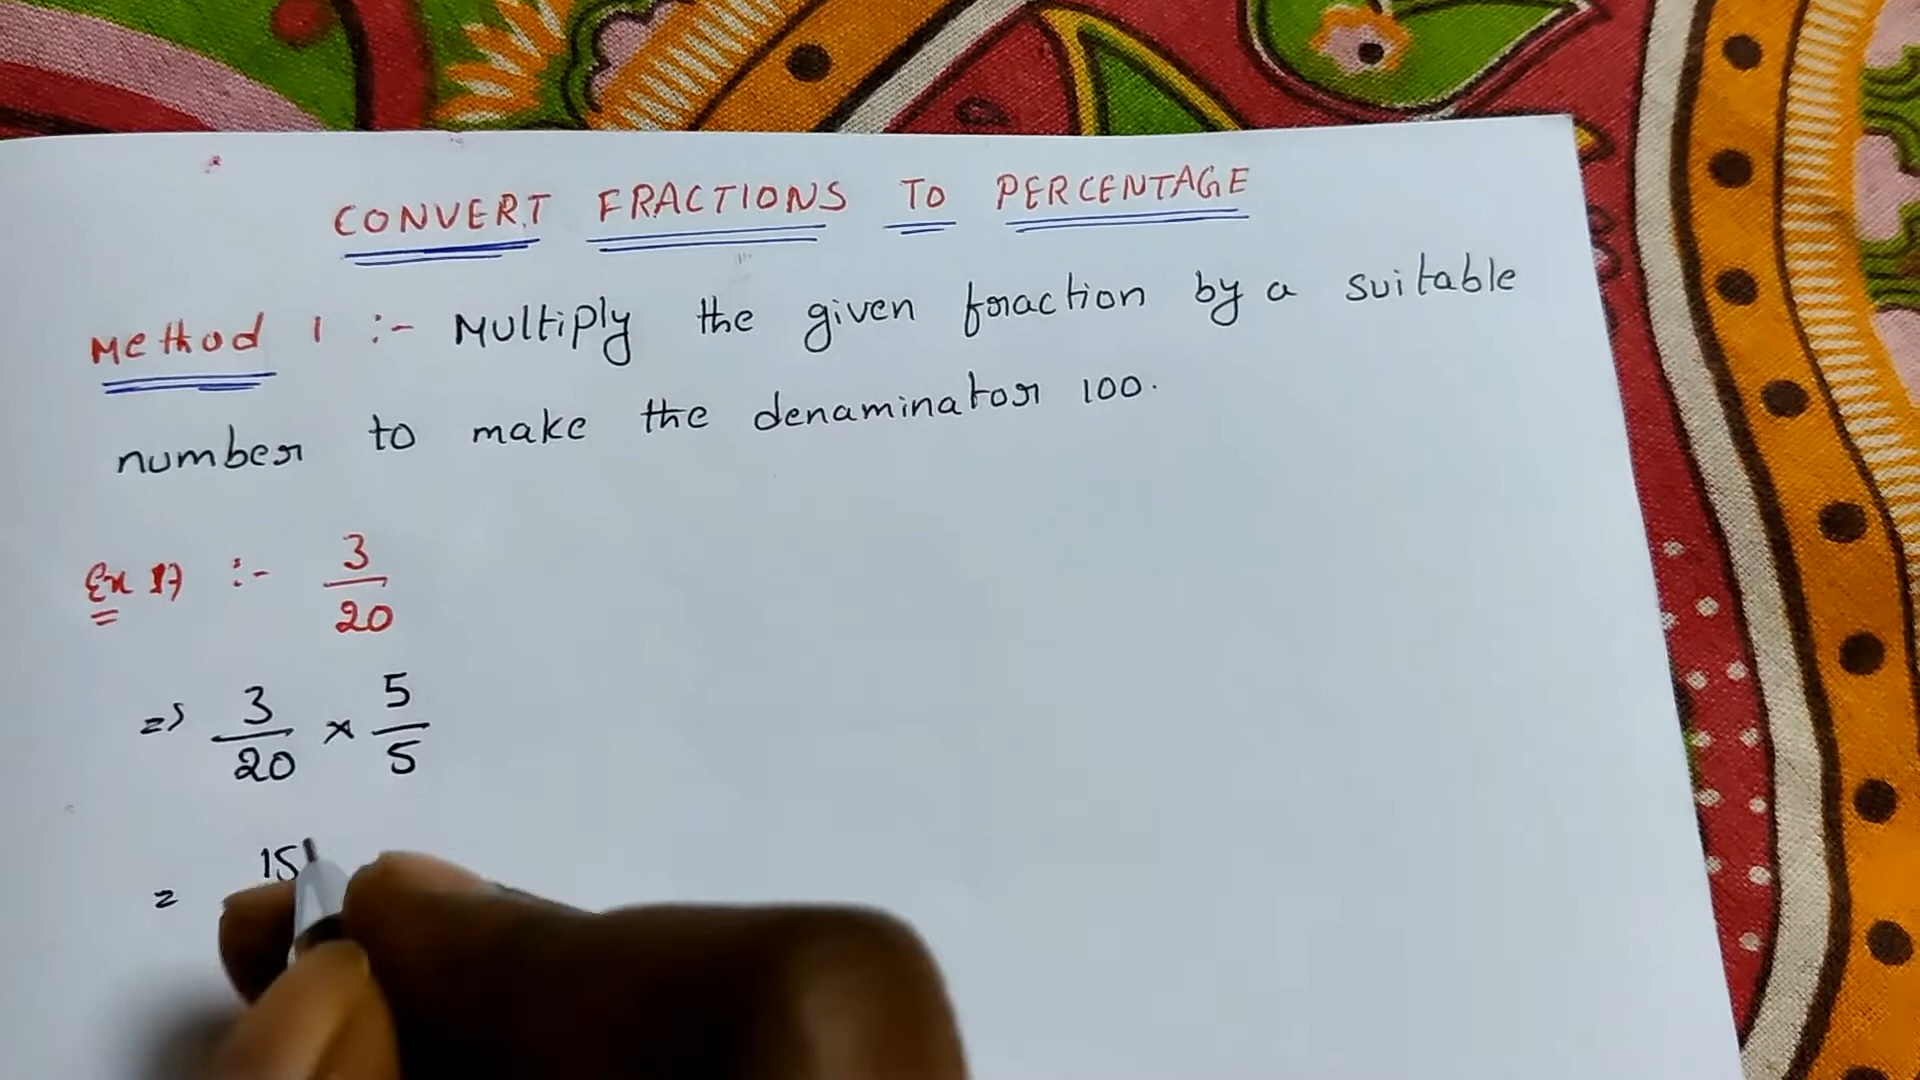 CONVERT FRACTIONS TO PERCENTAGE
Method 1 :- Multiply the given fraction by a suitable
number to make the denaminator 100.
Ex 1) :- 3/20
=> 3/20 × 5/5
= 15